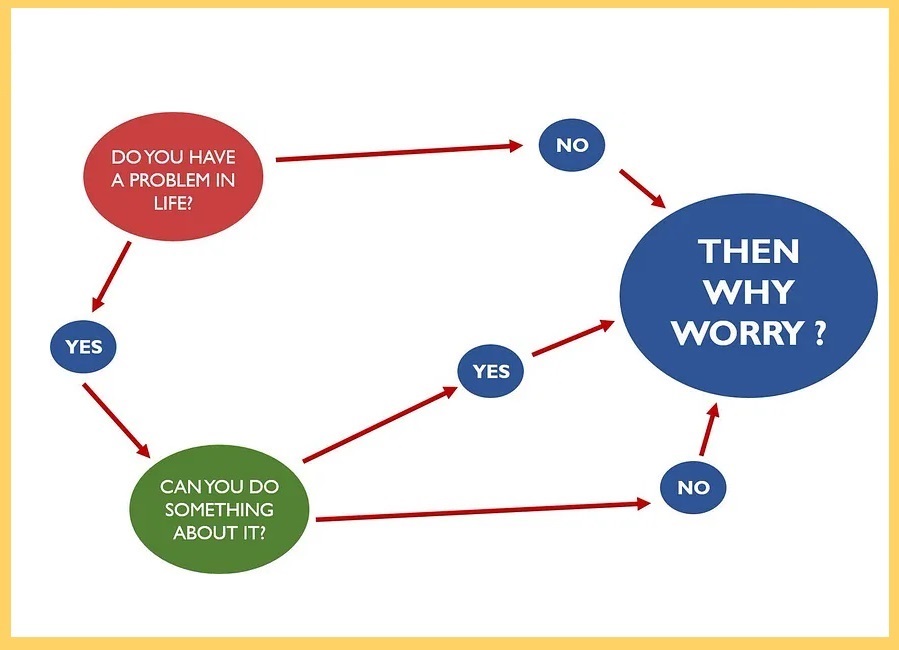 DO YOU HAVE
A PROBLEM IN
LIFE?
NO
THEN
WHY
WORRY ?
YES
YES
CAN YOU DO
SOMETHING
ABOUT IT?
NO